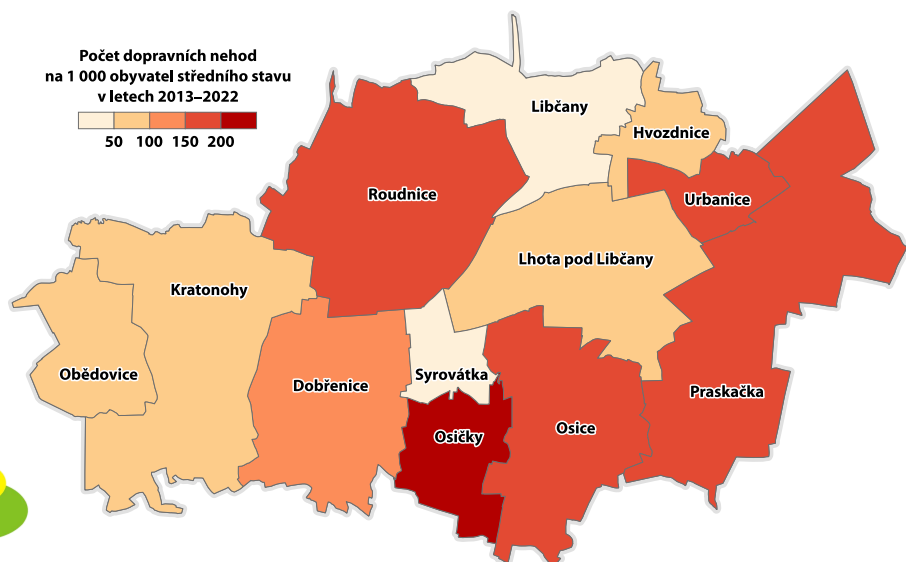 Počet dopravních nehod
na 1 000 obyvatel středního stavu
v letech 2013–2022
50 100 150 200
Libčany
Hvozdnice
Roudnice
Urbanice
Lhota pod Libčany
Kratonohy
Obědovice
Dobřenice
Syrovátka
Praskačka
Osičky
Osice